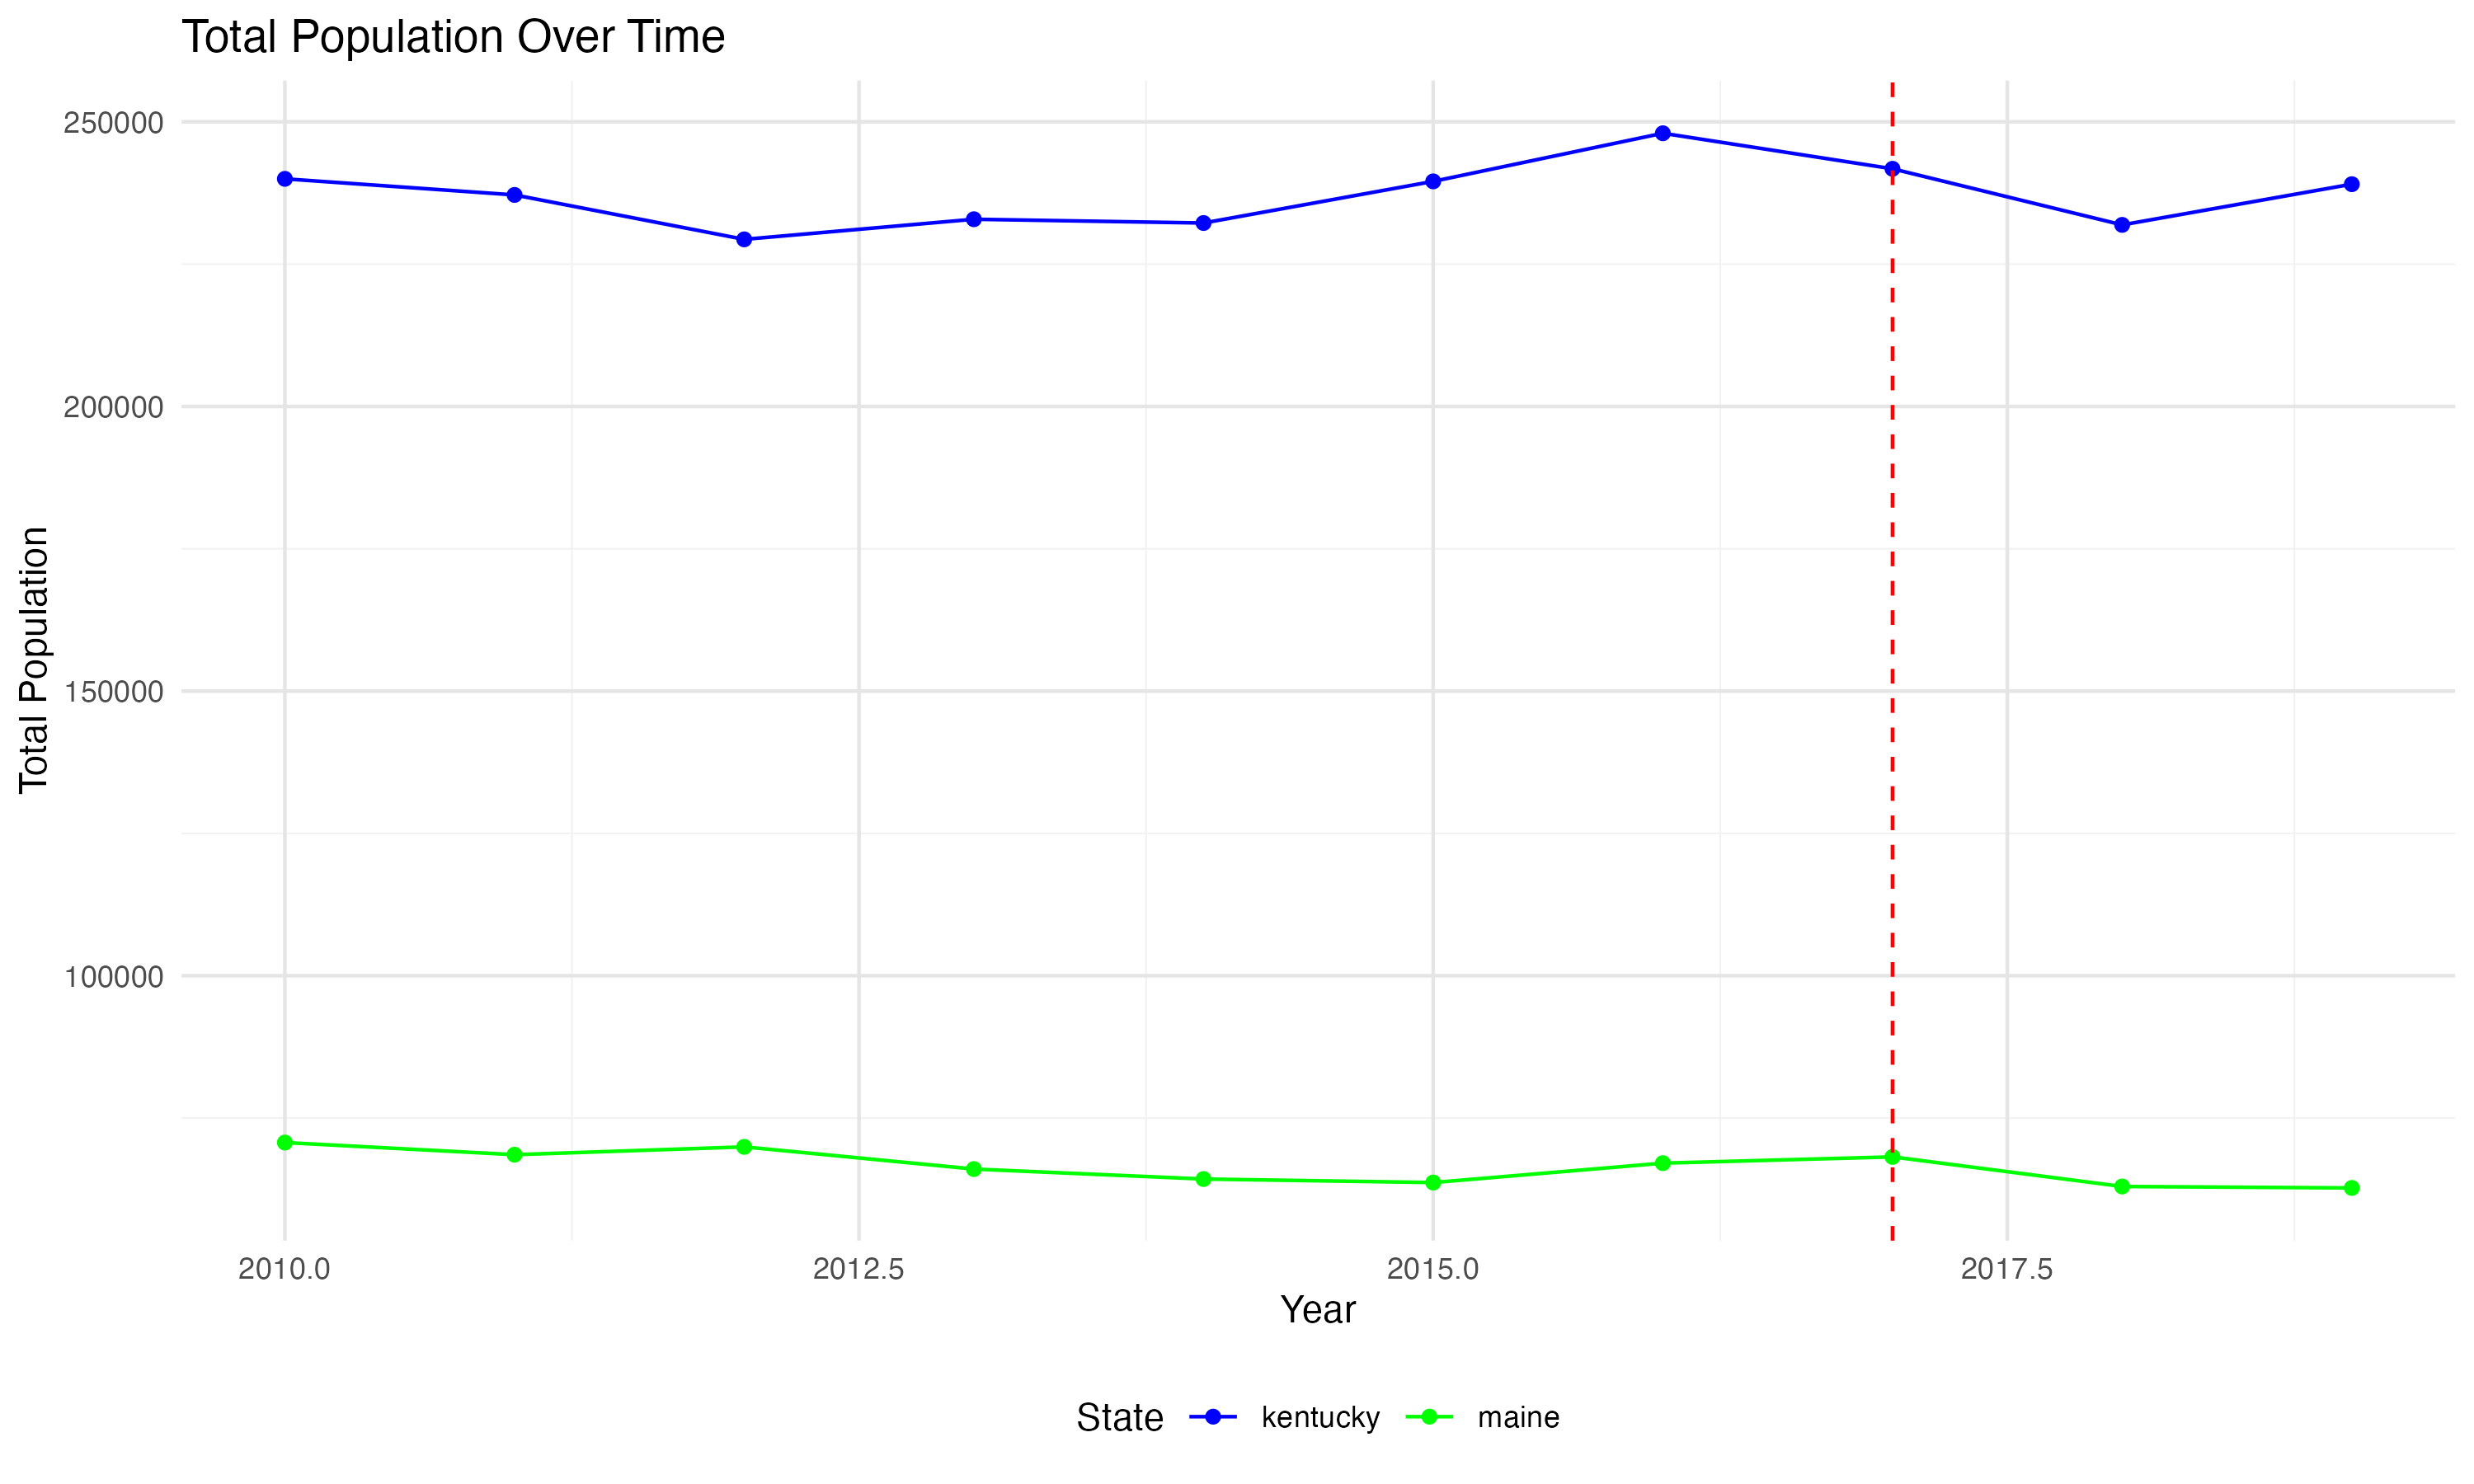 Total Population Over Time
250000
200000
150000
100000
Total Population
2010.0 2012.5 2015.0 2017.5
Year
State kentucky maine